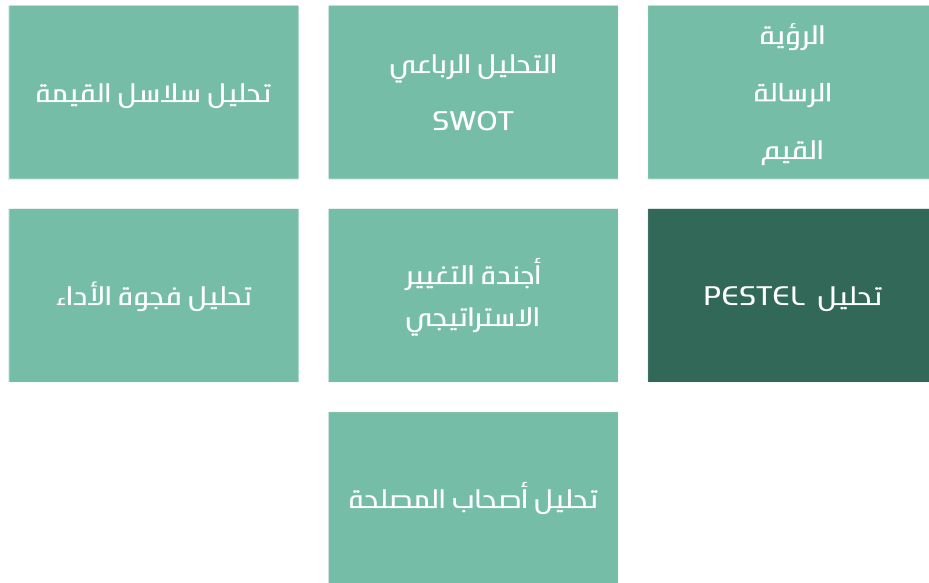 الرؤية
الرسالة
القيم
التحليل الرباعي
SWOT
تحليل سلاسل القيمة
تحليل PESTEL
أجندة التغيير
الاستراتيجي
تحليل فجوة الأداء
تحليل أصحاب المصلحة